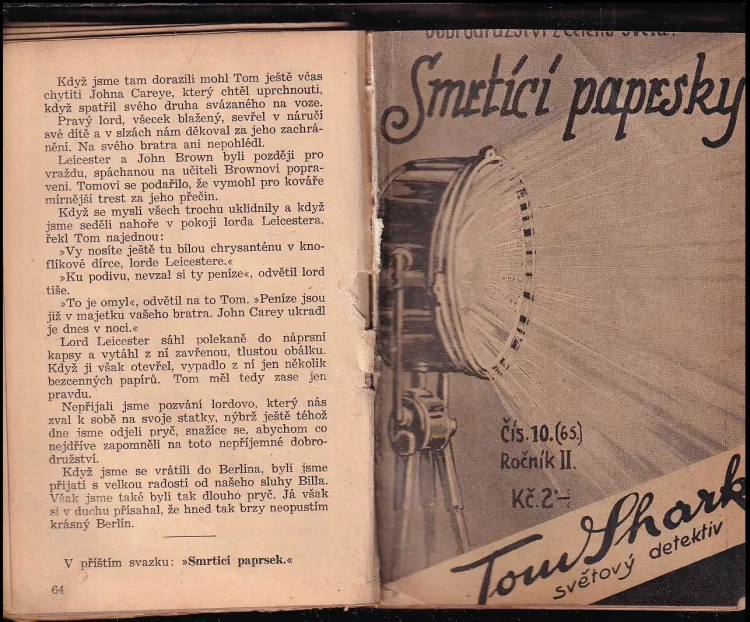 Když jsme tam dorazili mohl Tom ještě včas
chytiti Johna Careye, který chtěl uprchnouti,
když spatřil svého druha svázaného na voze.
Pravý lord, všecek blažený, sevřel v náručí
své dítě a v slzách nám děkoval za jeho zachrá-
nění. Na svého bratra ani nepohlédl.
Leicester a John Brown byli později pro
vraždu, spáchanou na učiteli Brownovi popra-
veni. Tomovi se podařilo, že vymohl pro kováře
mírnější trest za jeho přečin.
Když se mysli všech trochu uklidnily a když
jsme seděli nahoře v pokoji lorda Leicestera,
řekl Tom najednou:
»Vy nosíte ještě tu bílou chrysanténu v kno-
flíkové dírce, lorde Leicestere.«
»Ku podivu, nevzal si ty peníze«, odvětil lord
tiše.
»To je omyl«, odvětil na to Tom. »Peníze jsou
již v majetku vašeho bratra. John Carey ukradl
je dnes v noci.«
Lord Leicester sáhl polekaně do náprsní
kapsy a vytáhl z ní zavřenou, tlustou obálku.
Když ji však otevřel, vypadlo z ní jen několik
bezcenných papírů. Tom měl tedy zase jen
pravdu.
Nepřijali jsme pozvání lordovo, který nás
zval k sobě na svoje statky, nýbrž ještě téhož
dne jsme odjeli pryč, snažíce se, abychom co
nejdříve zapomněli na toto nepříjemné dobro-
družství.
Když jsme se vrátili do Berlína, byli jsme
přijati s velkou radostí od našeho sluhy Billa.
Však jsme také byli tak dlouho pryč. Já však
si v duchu přísahal, že hned tak brzy neopustím
krásný Berlín.
V příštím svazku: »Smrtící paprsek.«
64
Dobrodružství z celého světa.
Smrtící paprsky
Čís. 10. (65.)
Ročník II.
Kč. 2·–
Tom Shark
světový detektiv